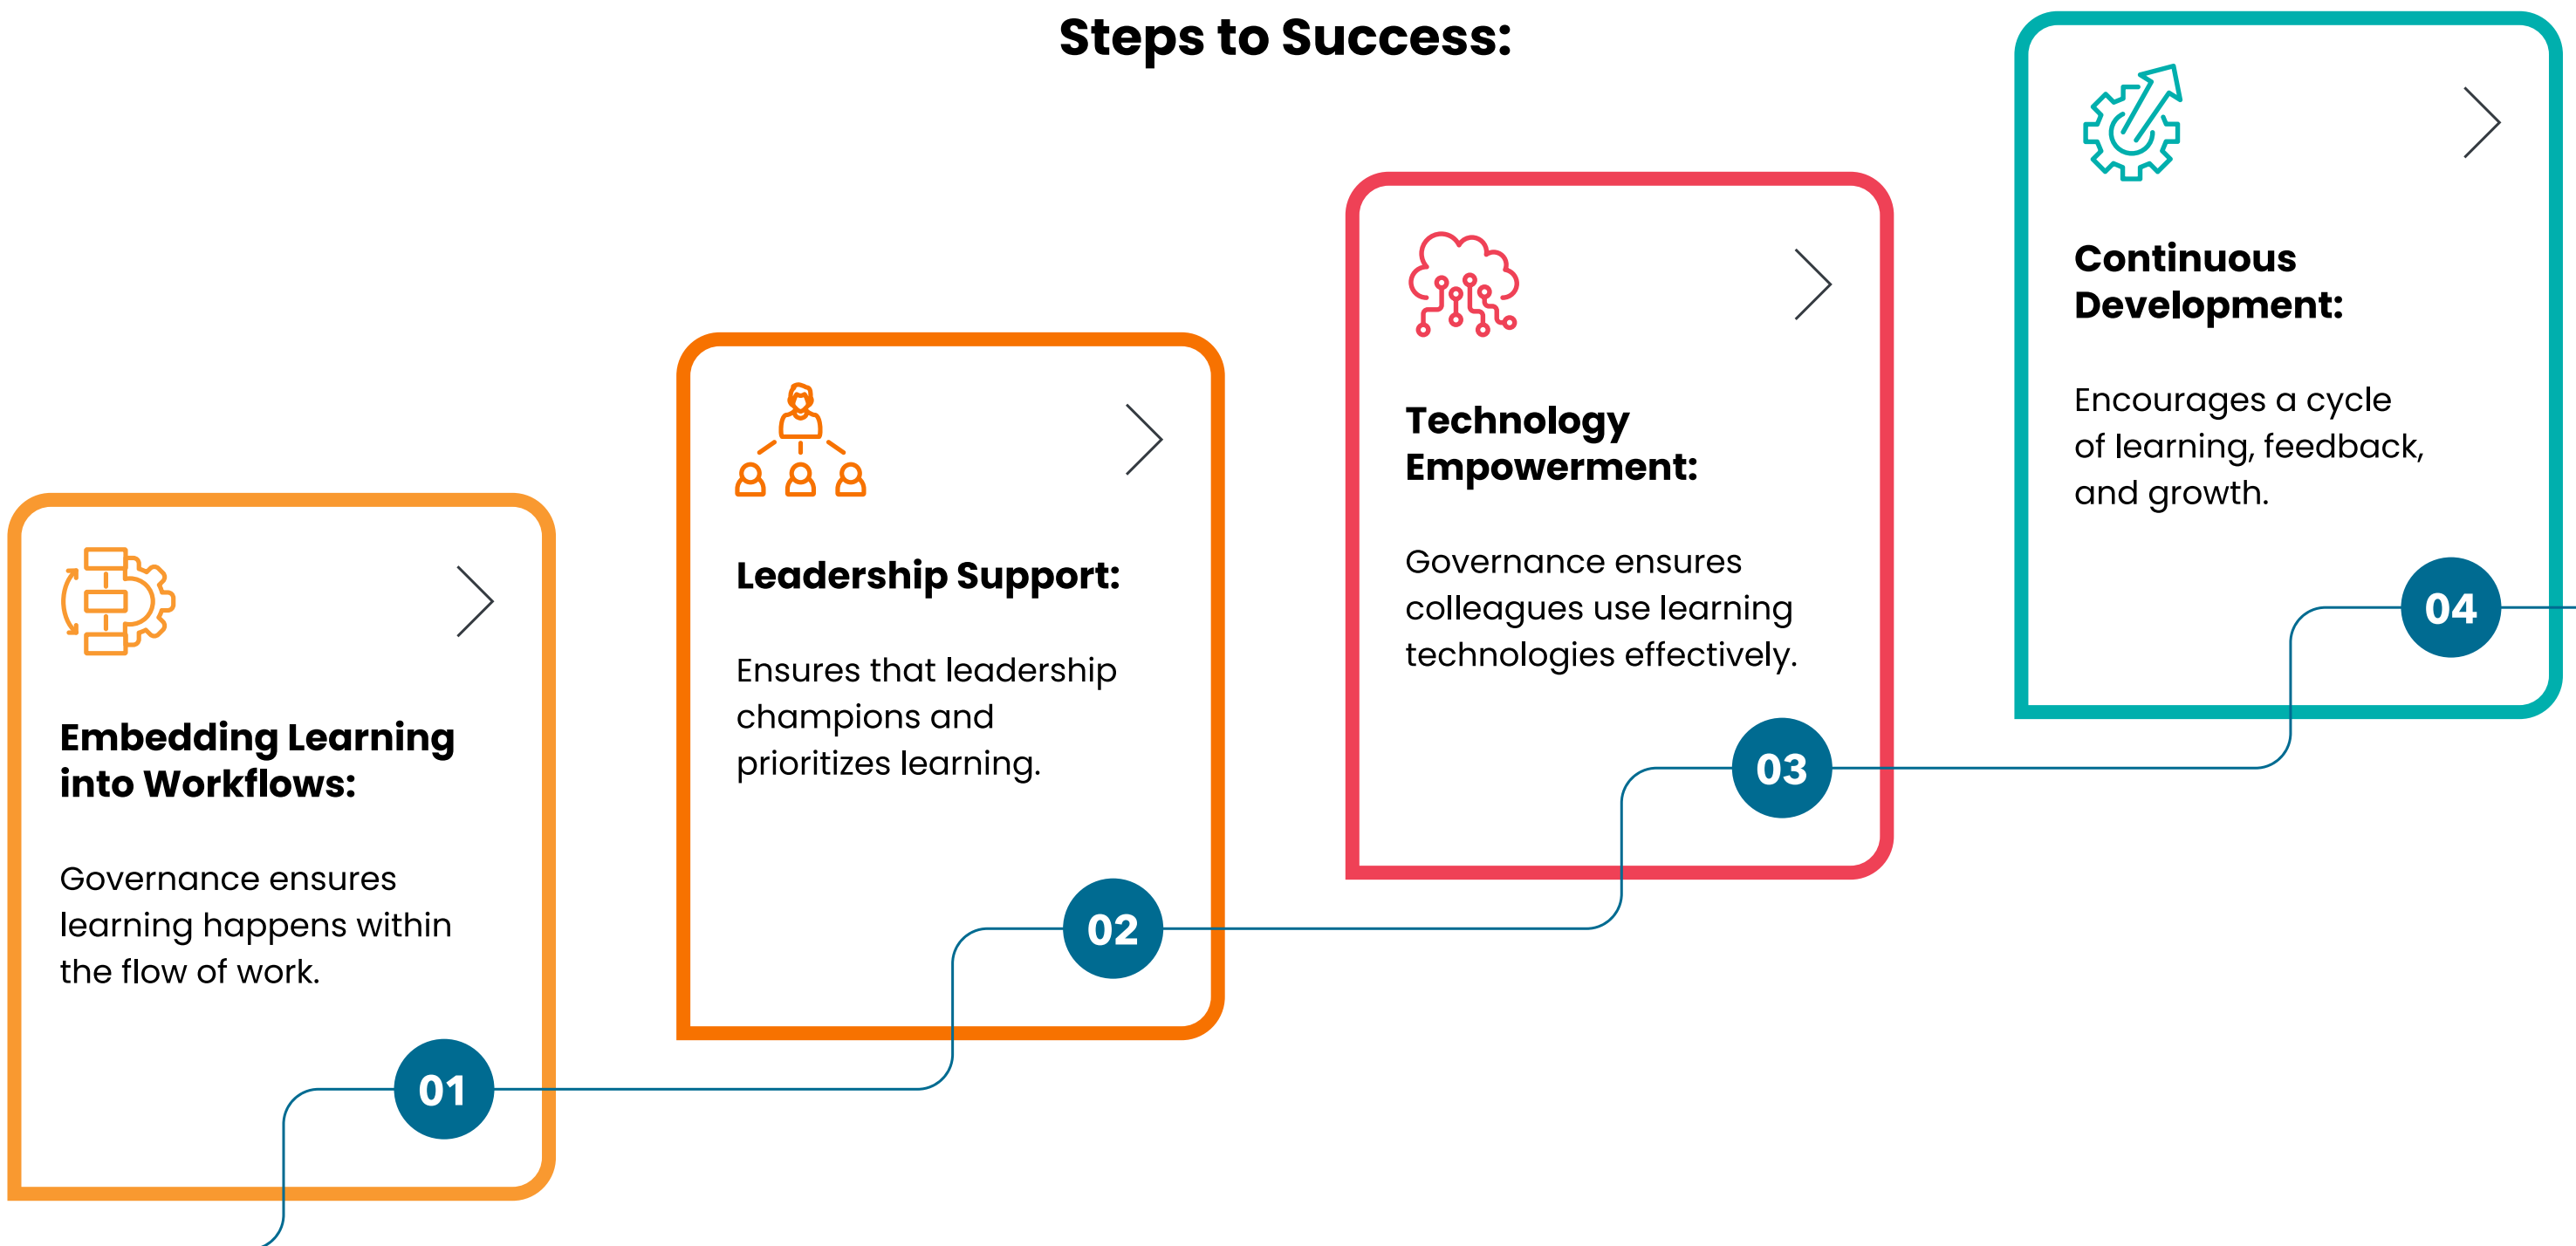 Steps to Success:
Embedding Learning
into Workflows:
Governance ensures
learning happens within
the flow of work.
01
Leadership Support:
Ensures that leadership
champions and
prioritizes learning.
02
Technology
Empowerment:
Governance ensures
colleagues use learning
technologies effectively.
03
Continuous
Development:
Encourages a cycle
of learning, feedback,
and growth.
04